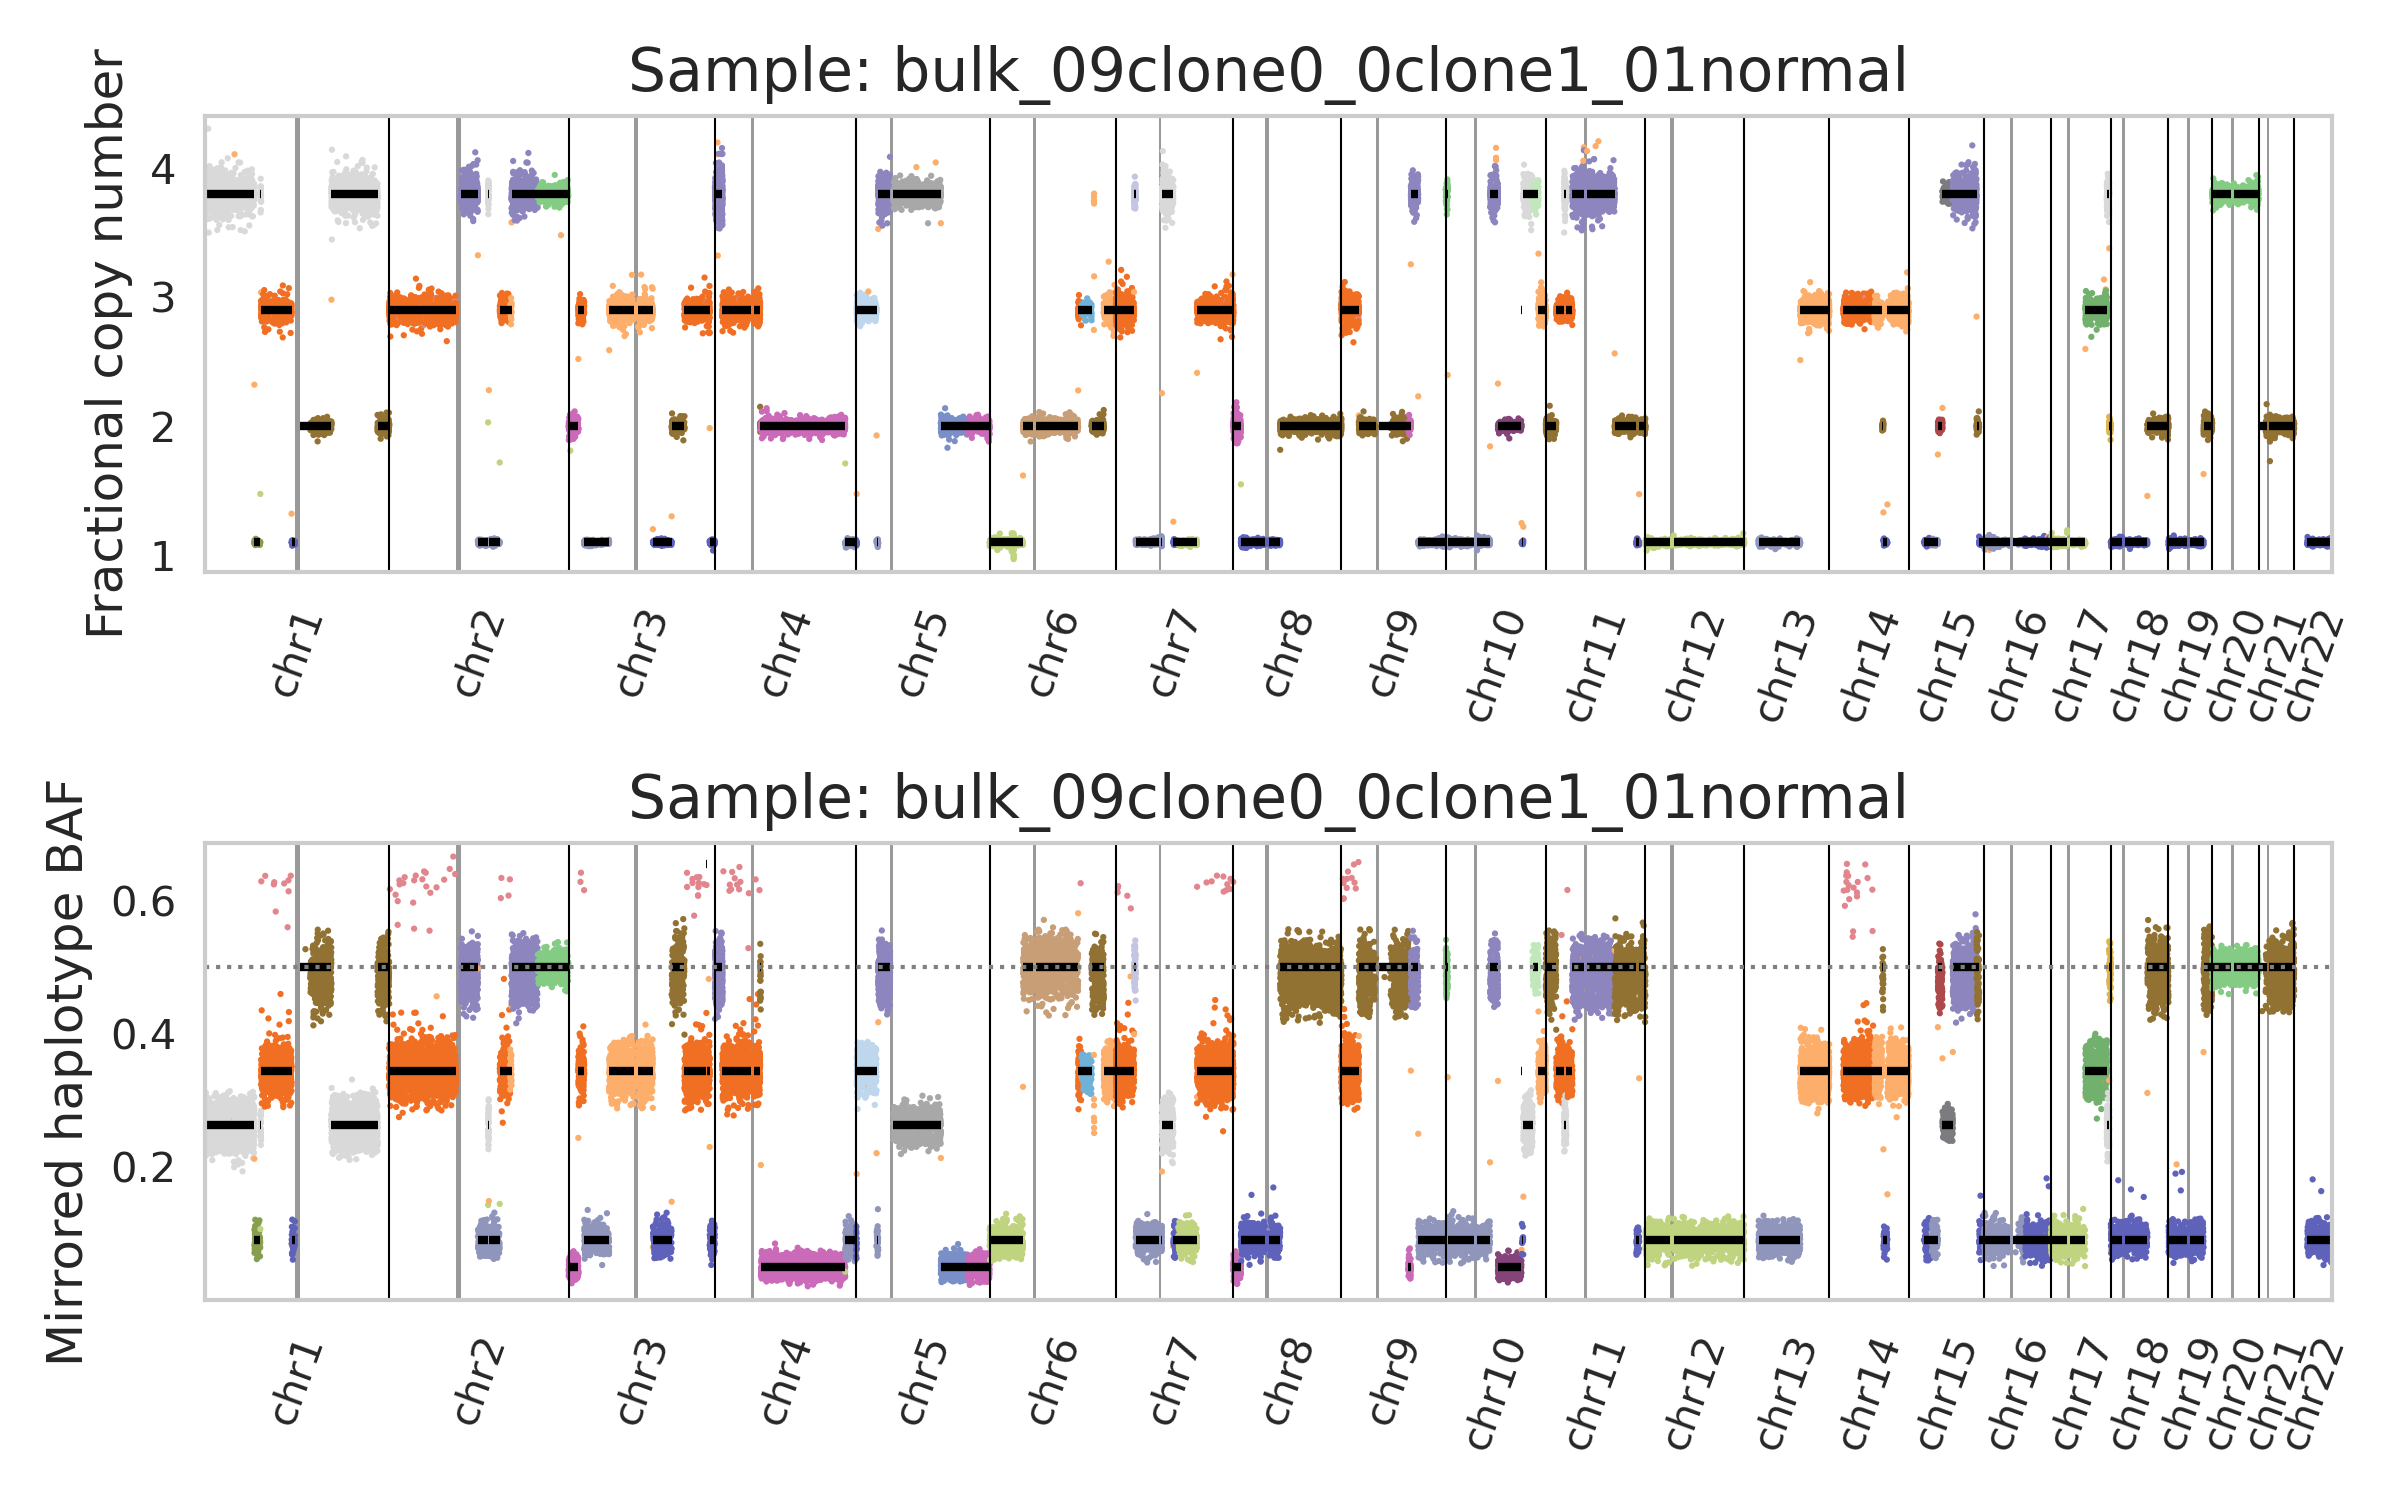 Sample: bulk_09clone0_0clone1_01normal
Fractional copy number
4
3
2
1
chr1 chr2 chr3 chr4 chr5 chr6 chr7 chr8 chr9 chr10 chr11 chr12 chr13 chr14 chr15 chr16 chr17 chr18 chr19 chr20 chr21 chr22
Sample: bulk_09clone0_0clone1_01normal
Mirrored haplotype BAF
0.6
0.4
0.2
chr1 chr2 chr3 chr4 chr5 chr6 chr7 chr8 chr9 chr10 chr11 chr12 chr13 chr14 chr15 chr16 chr17 chr18 chr19 chr20 chr21 chr22